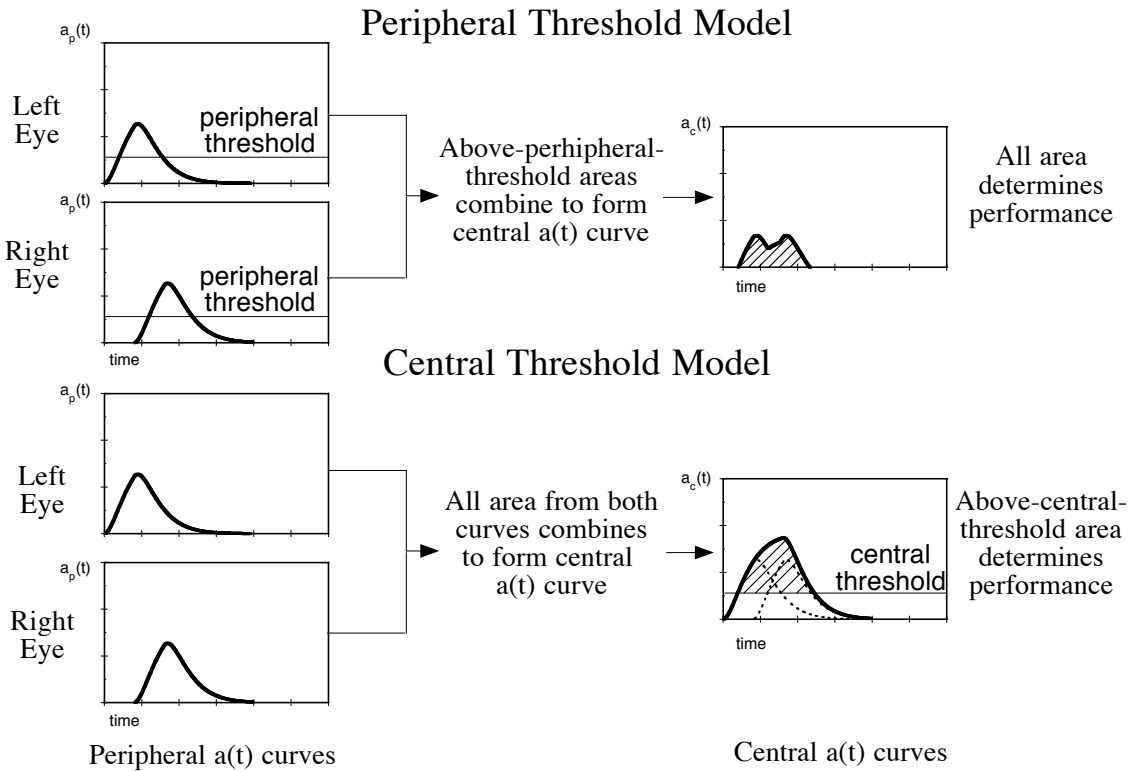 Peripheral Threshold Model
a_p(t)
Left
Eye
peripheral
threshold
a_p(t)
Right
Eye
peripheral
threshold
time
Above-perhipheral-
threshold areas
combine to form
central a(t) curve
a_c(t)
time
All area
determines
performance
Central Threshold Model
a_p(t)
Left
Eye
a_p(t)
Right
Eye
time
All area from both
curves combines
to form central
a(t) curve
a_c(t)
central
threshold
time
Above-central-
threshold area
determines
performance
Peripheral a(t) curves
Central a(t) curves